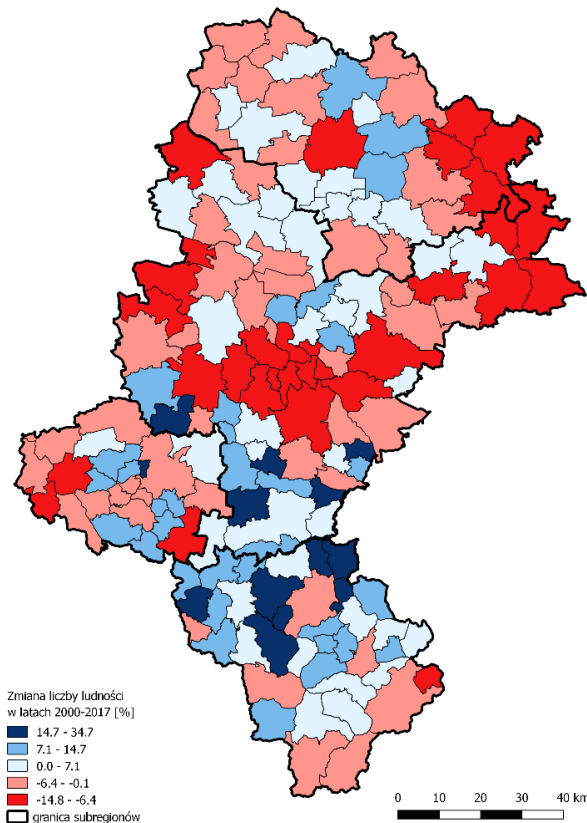 Zmiana liczby ludności
w latach 2000-2017 [%]
14.7 - 34.7
7.1 - 14.7
0.0 - 7.1
-6.4 - -0.1
-14.8 - -6.4
granica subregionów
0 10 20 30 40 km